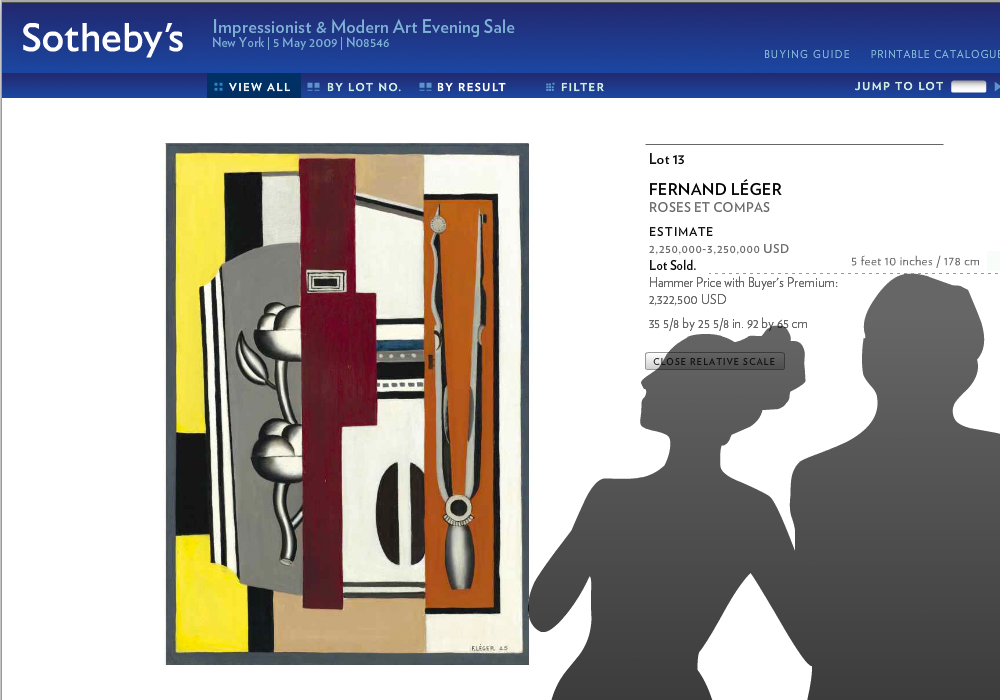 Sotheby's
Impressionist & Modern Art Evening Sale
New York | 5 May 2009 | N08546
BUYING GUIDE PRINTABLE CATALOGUE
VIEW ALL BY LOT NO. BY RESULT FILTER JUMP TO LOT
Lot 13
FERNAND LÉGER
ROSES ET COMPAS
ESTIMATE
2,250,000-3,250,000 USD
Lot Sold.
5 feet 10 inches / 178 cm
Hammer Price with Buyer's Premium:
2,322,500 USD
35 5/8 by 25 5/8 in. 92 by 65 cm
CLOSE RELATIVE SCALE
F.LÉGER 25